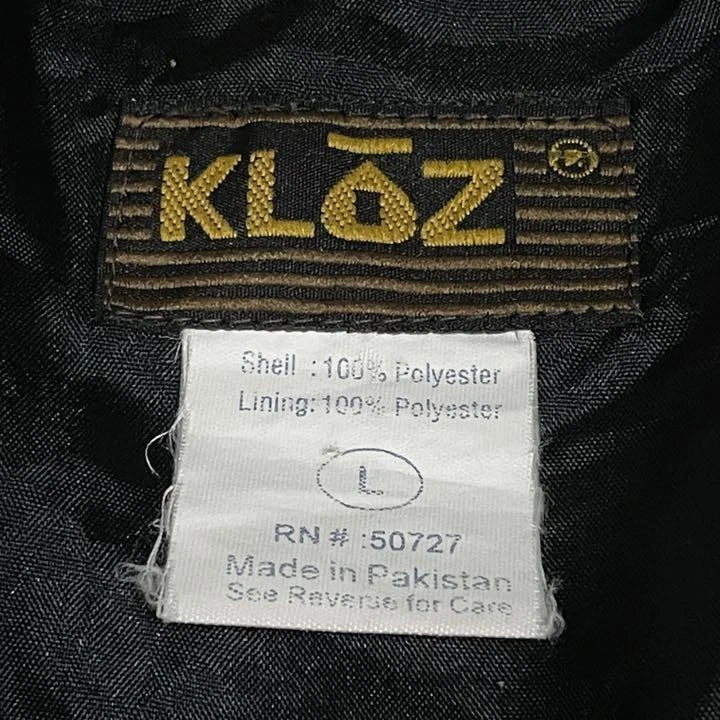 KLōZ ®
Shell : 100% Polyester
Lining: 100% Polyester
L
RN # :50727
Made in Pakistan
See Reverse for Care